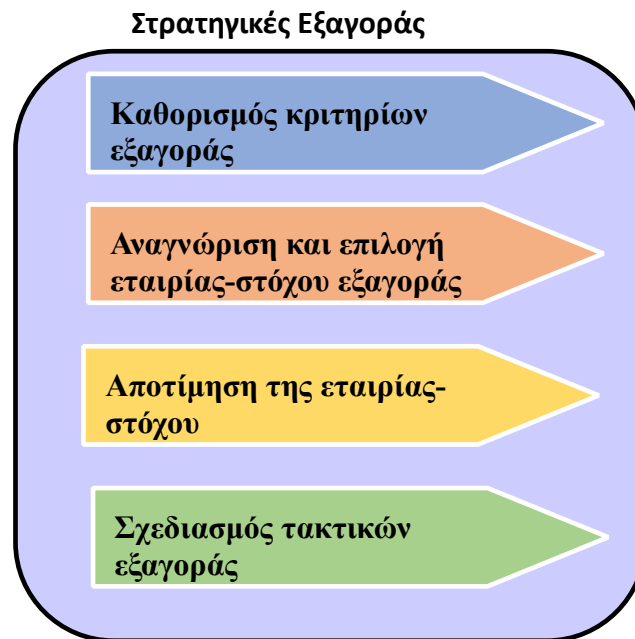 Στρατηγικές Εξαγοράς
Καθορισμός κριτηρίων
εξαγοράς
Αναγνώριση και επιλογή
εταιρίας-στόχου εξαγοράς
Αποτίμηση της εταιρίας-
στόχου
Σχεδιασμός τακτικών
εξαγοράς